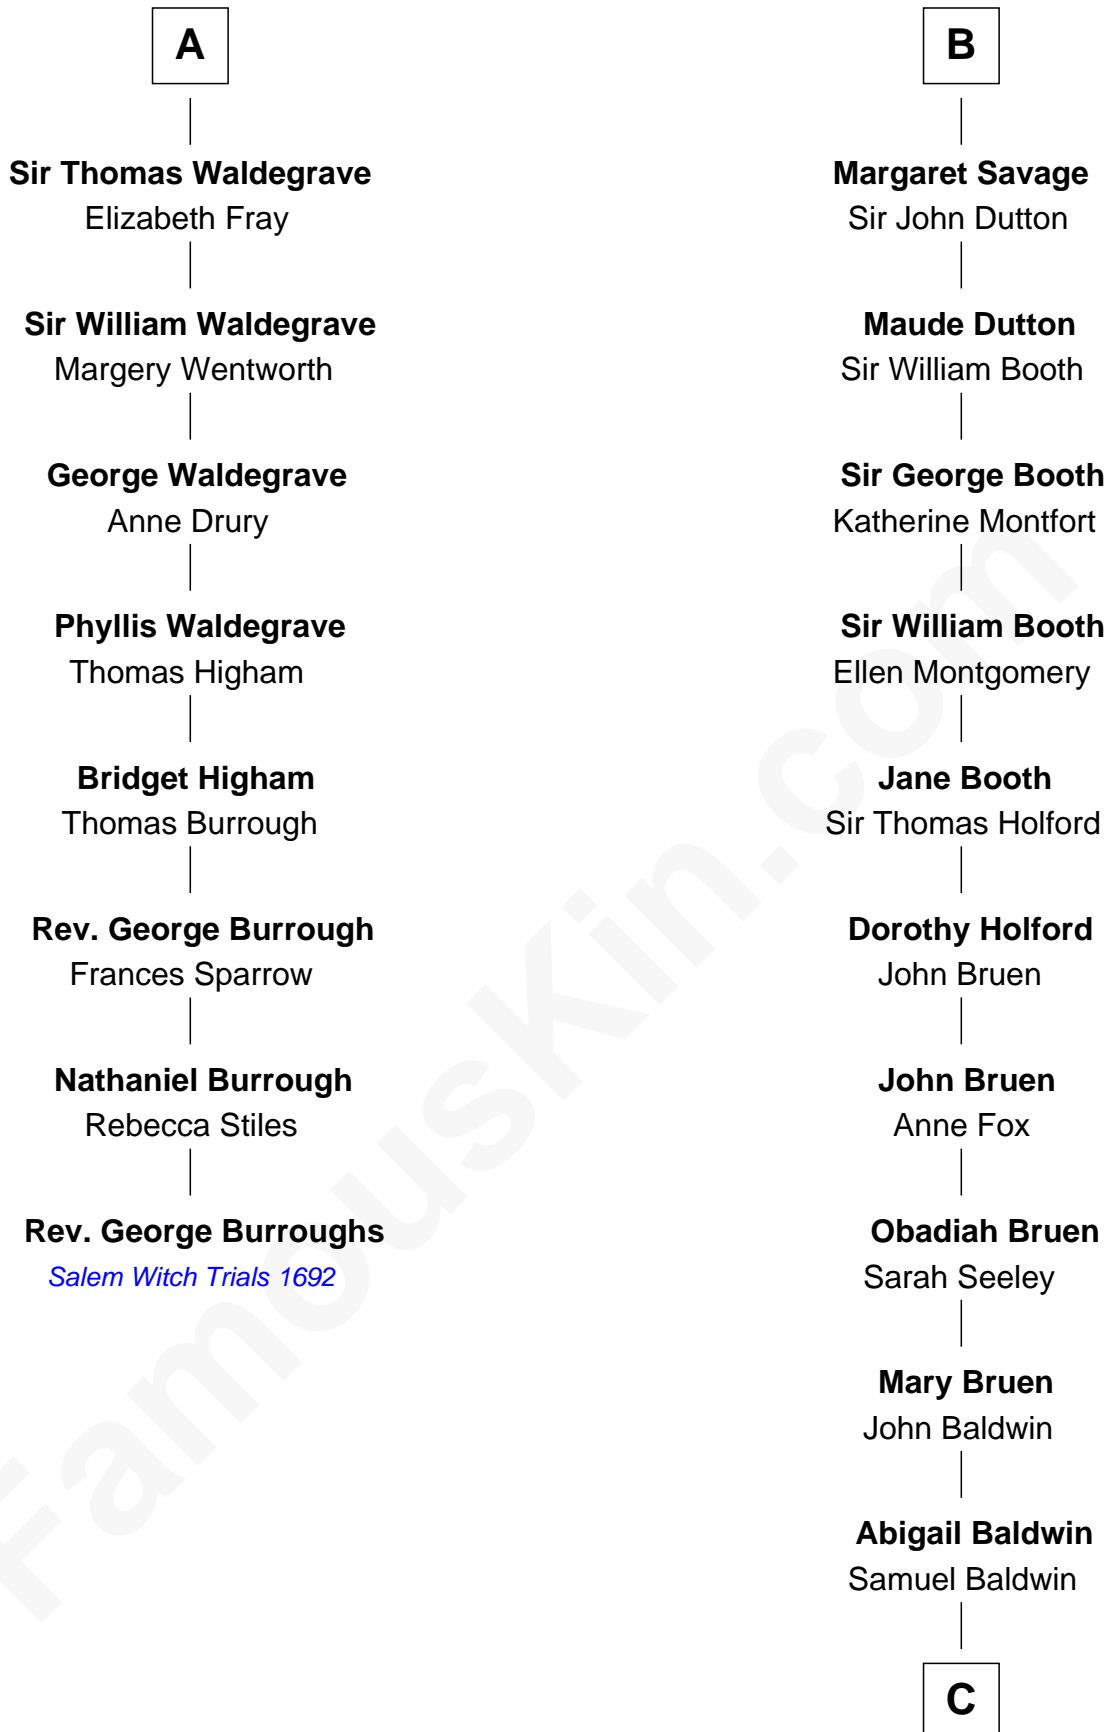 A
Sir Thomas Waldegrave
Elizabeth Fray
Sir William Waldegrave
Margery Wentworth
George Waldegrave
Anne Drury
Phyllis Waldegrave
Thomas Higham
Bridget Higham
Thomas Burrough
Rev. George Burrough
Frances Sparrow
Nathaniel Burrough
Rebecca Stiles
Rev. George Burroughs
Salem Witch Trials 1692
B
Margaret Savage
Sir John Dutton
Maude Dutton
Sir William Booth
Sir George Booth
Katherine Montfort
Sir William Booth
Ellen Montgomery
Jane Booth
Sir Thomas Holford
Dorothy Holford
John Bruen
John Bruen
Anne Fox
Obadiah Bruen
Sarah Seeley
Mary Bruen
John Baldwin
Abigail Baldwin
Samuel Baldwin
C
FamousKin.com